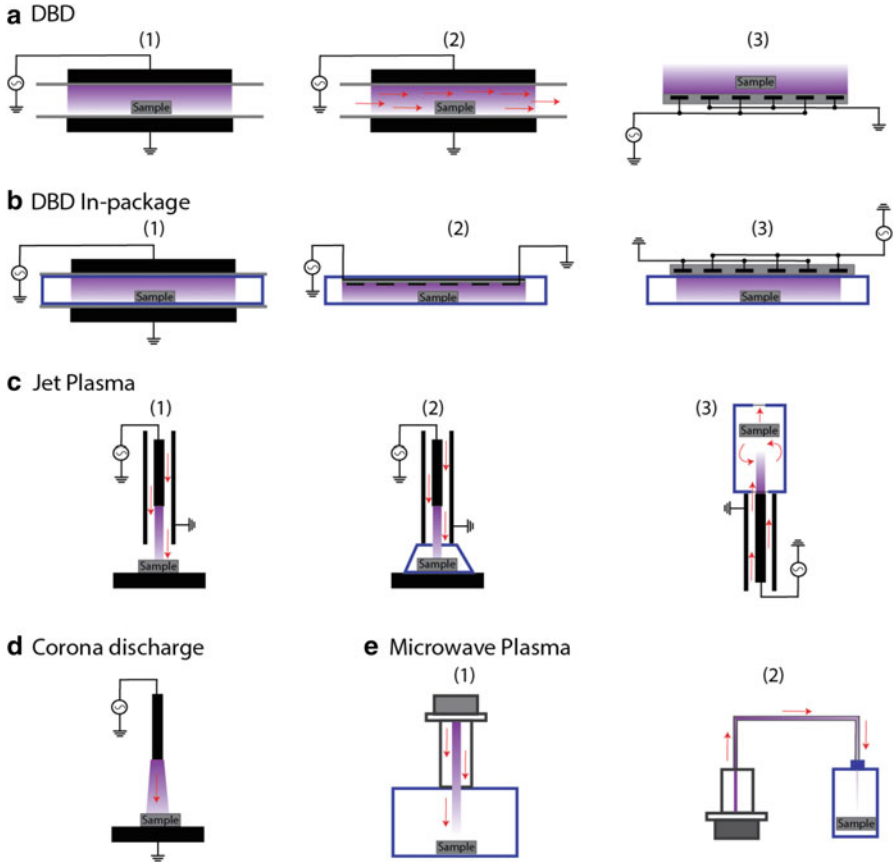 a DBD
(1)
(2)
(3)
Sample
Sample
Sample
b DBD In-package
(1)
(2)
(3)
Sample
Sample
Sample
c Jet Plasma
(1)
(2)
(3)
Sample
Sample
Sample
d Corona discharge
e Microwave Plasma
(1)
(2)
Sample
Sample
Sample